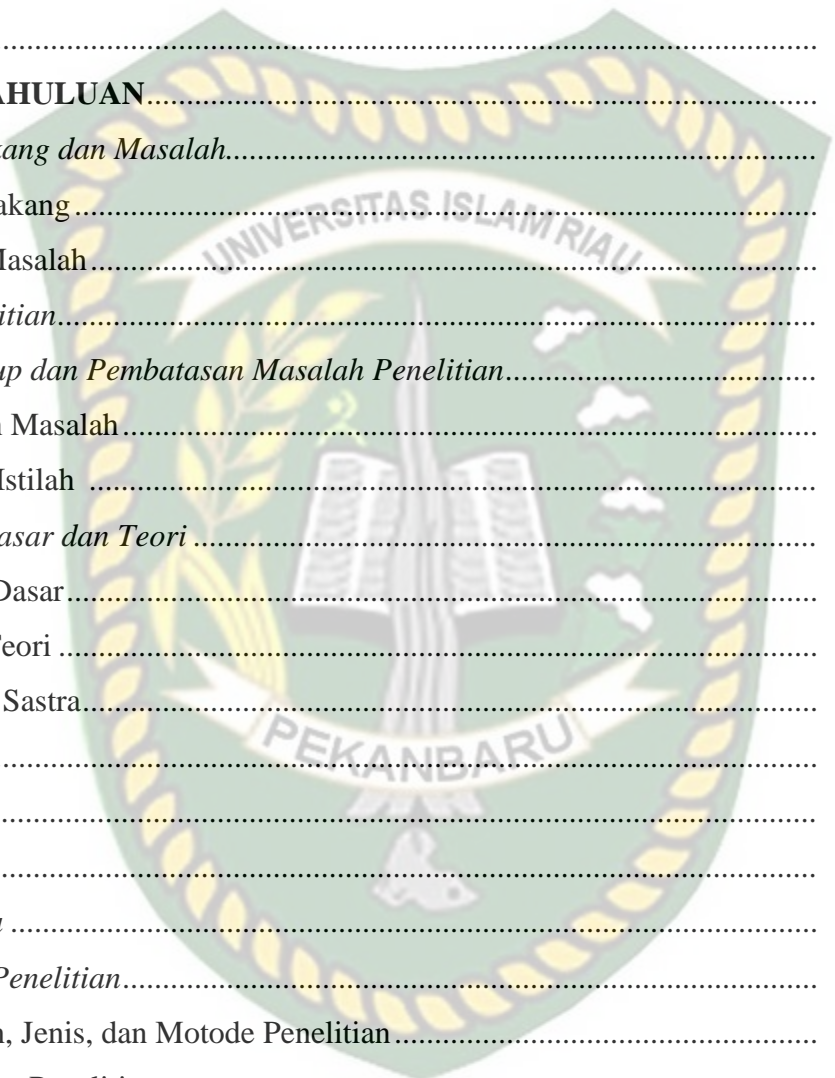 ................................................................................
AHULUAN................................................................................
kang dan Masalah................................................................................
akang................................................................................
UNIVERSITAS ISLAM RIAU
Masalah................................................................................
itian................................................................................
up dan Pembatasan Masalah Penelitian................................................................................
n Masalah................................................................................
Istilah ................................................................................
asar dan Teori ................................................................................
Dasar................................................................................
Teori ................................................................................
Sastra................................................................................
PEKANBARU
................................................................................
................................................................................
................................................................................
................................................................................
Penelitian................................................................................
n, Jenis, dan Motode Penelitian................................................................................